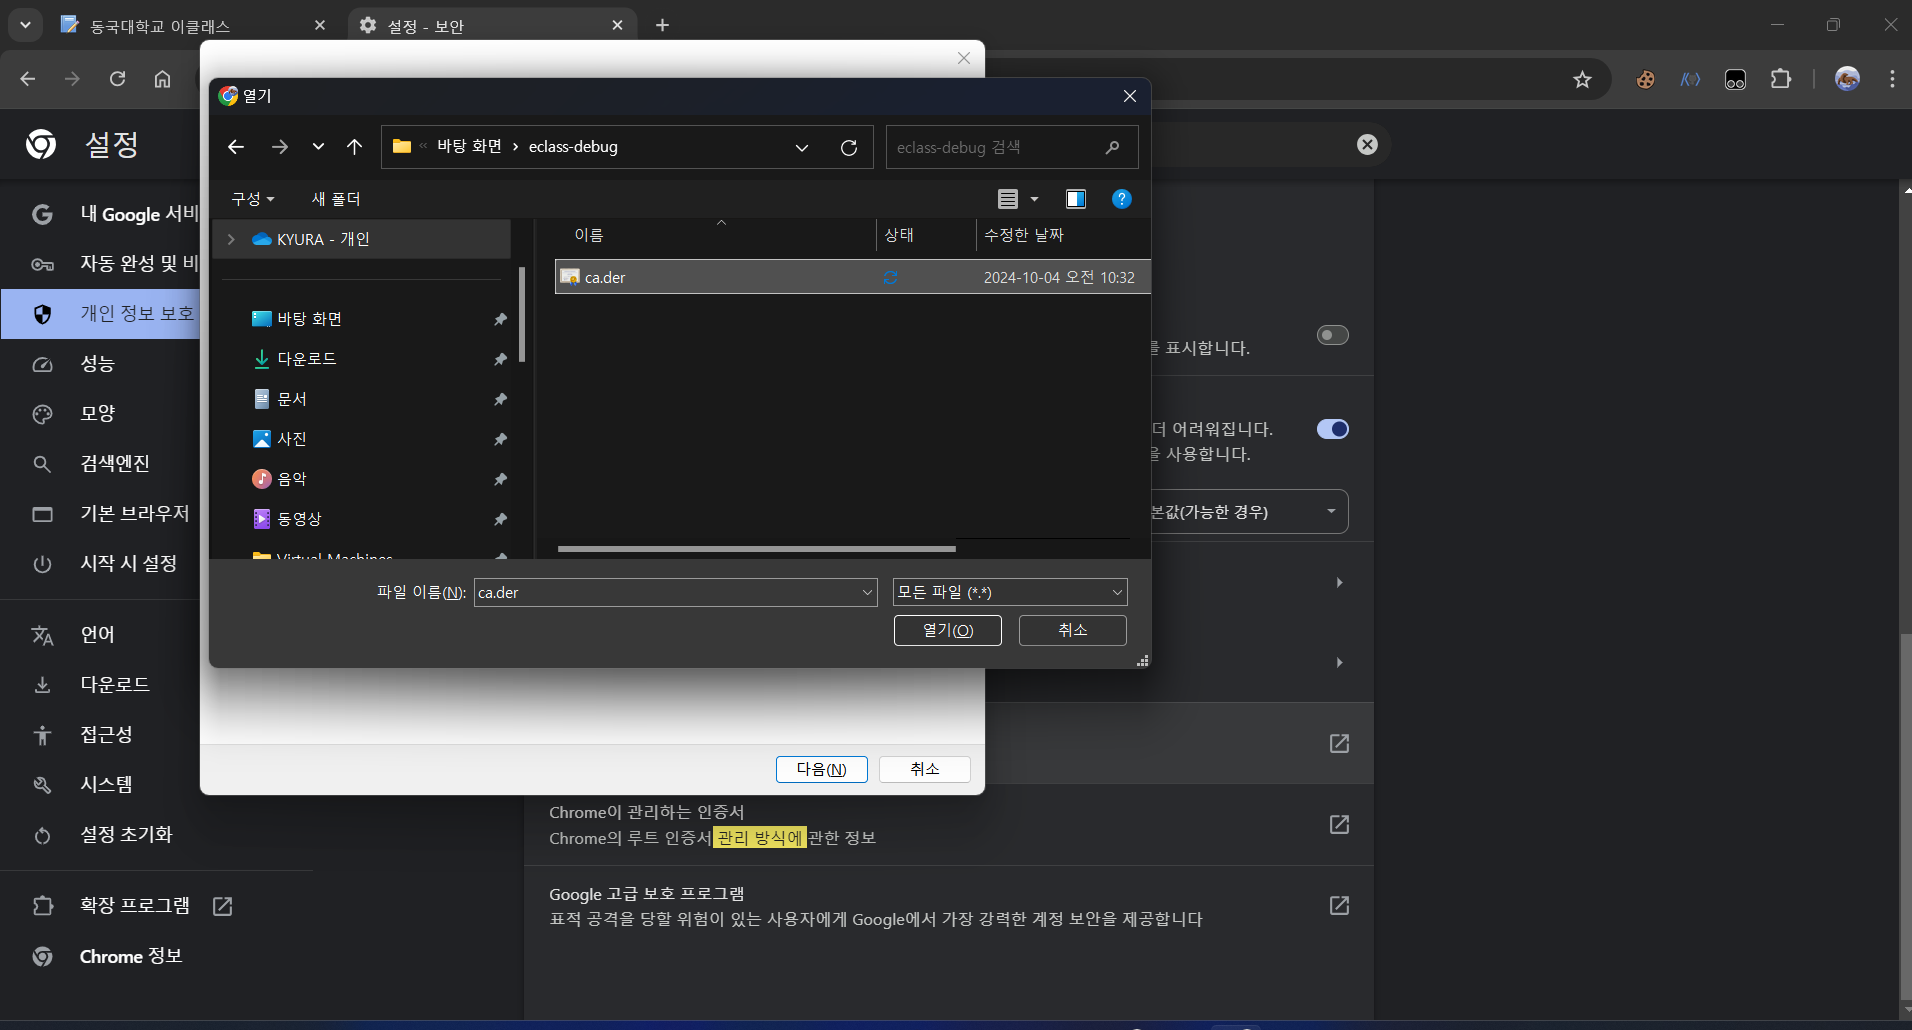 동국대학교 이클래스
설정 - 보안
설정
내 Google 서비
자동 완성 및 비
개인 정보 보호
성능
모양
검색엔진
기본 브라우저
시작 시 설정
언어
다운로드
접근성
시스템
설정 초기화
확장 프로그램
Chrome 정보
열기
바탕 화면 › eclass-debug
eclass-debug 검색
구성
새 폴더
KYURA - 개인
바탕 화면
다운로드
문서
사진
음악
동영상
Virtual Machines
이름 상태 수정한 날짜
ca.der 2024-10-04 오전 10:32
파일 이름(N): ca.der 모든 파일 (*.*)
열기(O) 취소
다음(N) 취소
를 표시합니다.
더 어려워집니다.
을 사용합니다.
본값(가능한 경우)
Chrome이 관리하는 인증서
Chrome의 루트 인증서 관리 방식에 관한 정보
Google 고급 보호 프로그램
표적 공격을 당할 위험이 있는 사용자에게 Google에서 가장 강력한 계정 보안을 제공합니다